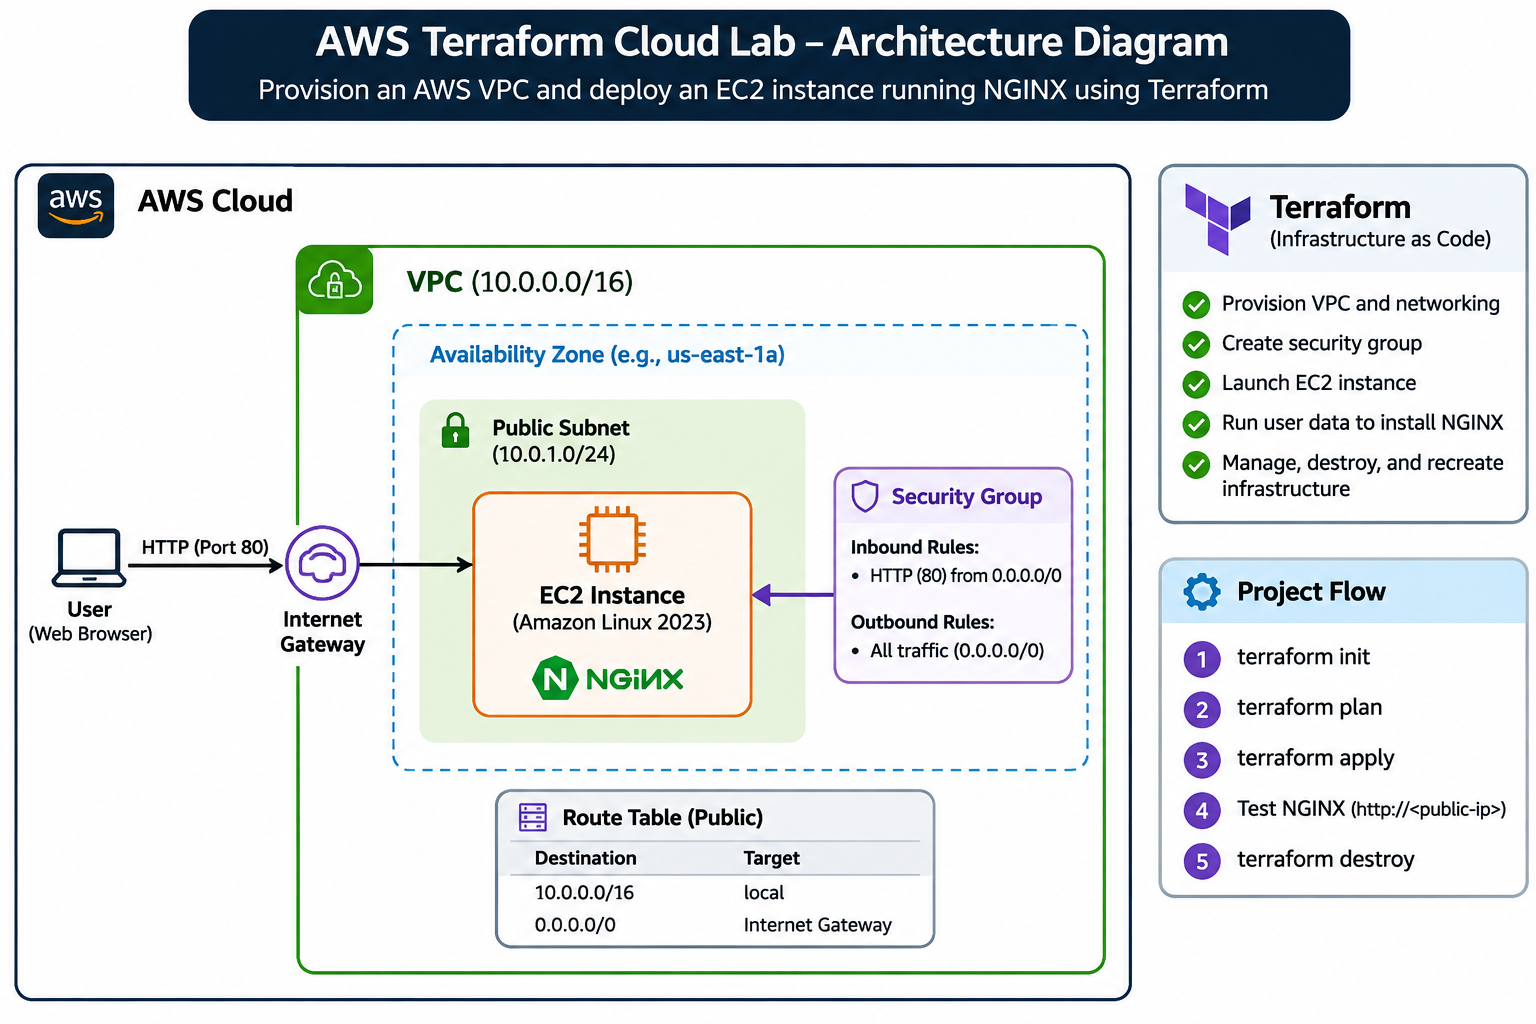 AWS Terraform Cloud Lab – Architecture Diagram
Provision an AWS VPC and deploy an EC2 instance running NGINX using Terraform
aws
AWS Cloud
VPC (10.0.0.0/16)
Availability Zone (e.g., us-east-1a)
Public Subnet
(10.0.1.0/24)
User
(Web Browser)
HTTP (Port 80)
Internet
Gateway
EC2 Instance
(Amazon Linux 2023)
N NGINX
Security Group
Inbound Rules:
• HTTP (80) from 0.0.0.0/0
Outbound Rules:
• All traffic (0.0.0.0/0)
Route Table (Public)
Destination Target
10.0.0.0/16 local
0.0.0.0/0 Internet Gateway
Terraform
(Infrastructure as Code)
Provision VPC and networking
Create security group
Launch EC2 instance
Run user data to install NGINX
Manage, destroy, and recreate
infrastructure
Project Flow
1 terraform init
2 terraform plan
3 terraform apply
4 Test NGINX (http://<public-ip>)
5 terraform destroy